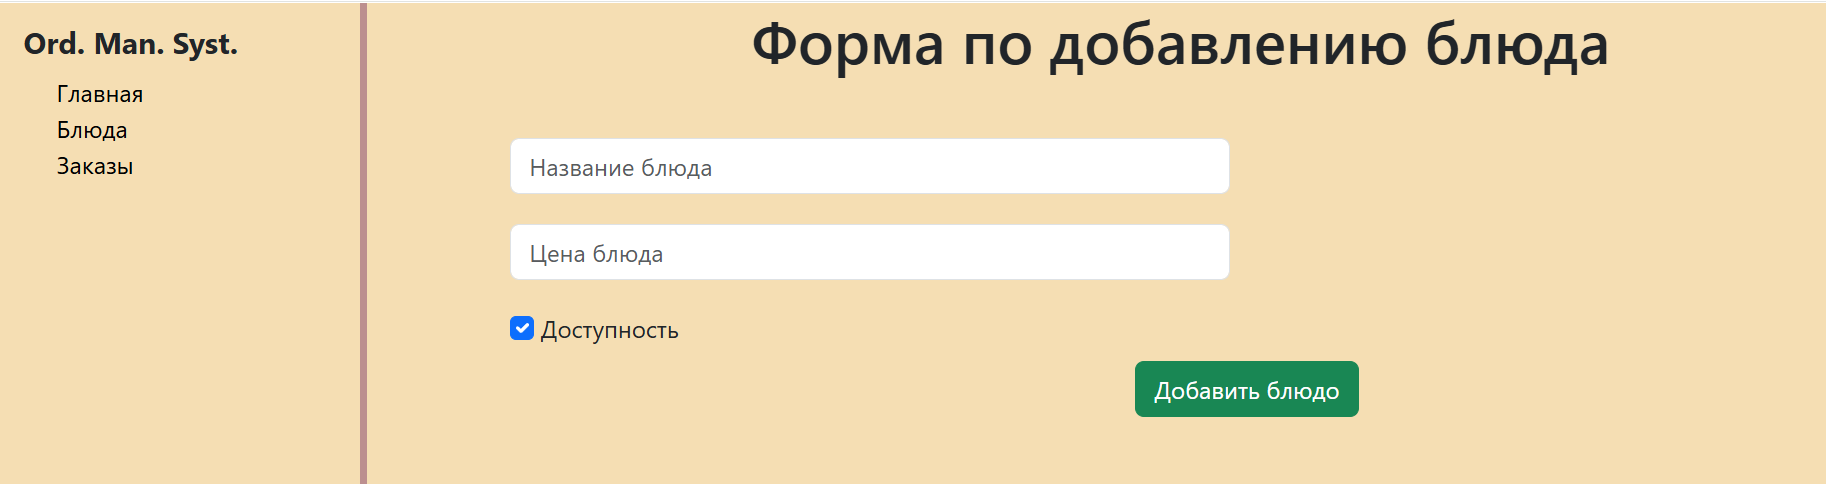 Ord. Man. Syst.
Главная
Блюда
Заказы
Форма по добавлению блюда
Название блюда
Цена блюда
Доступность
Добавить блюдо